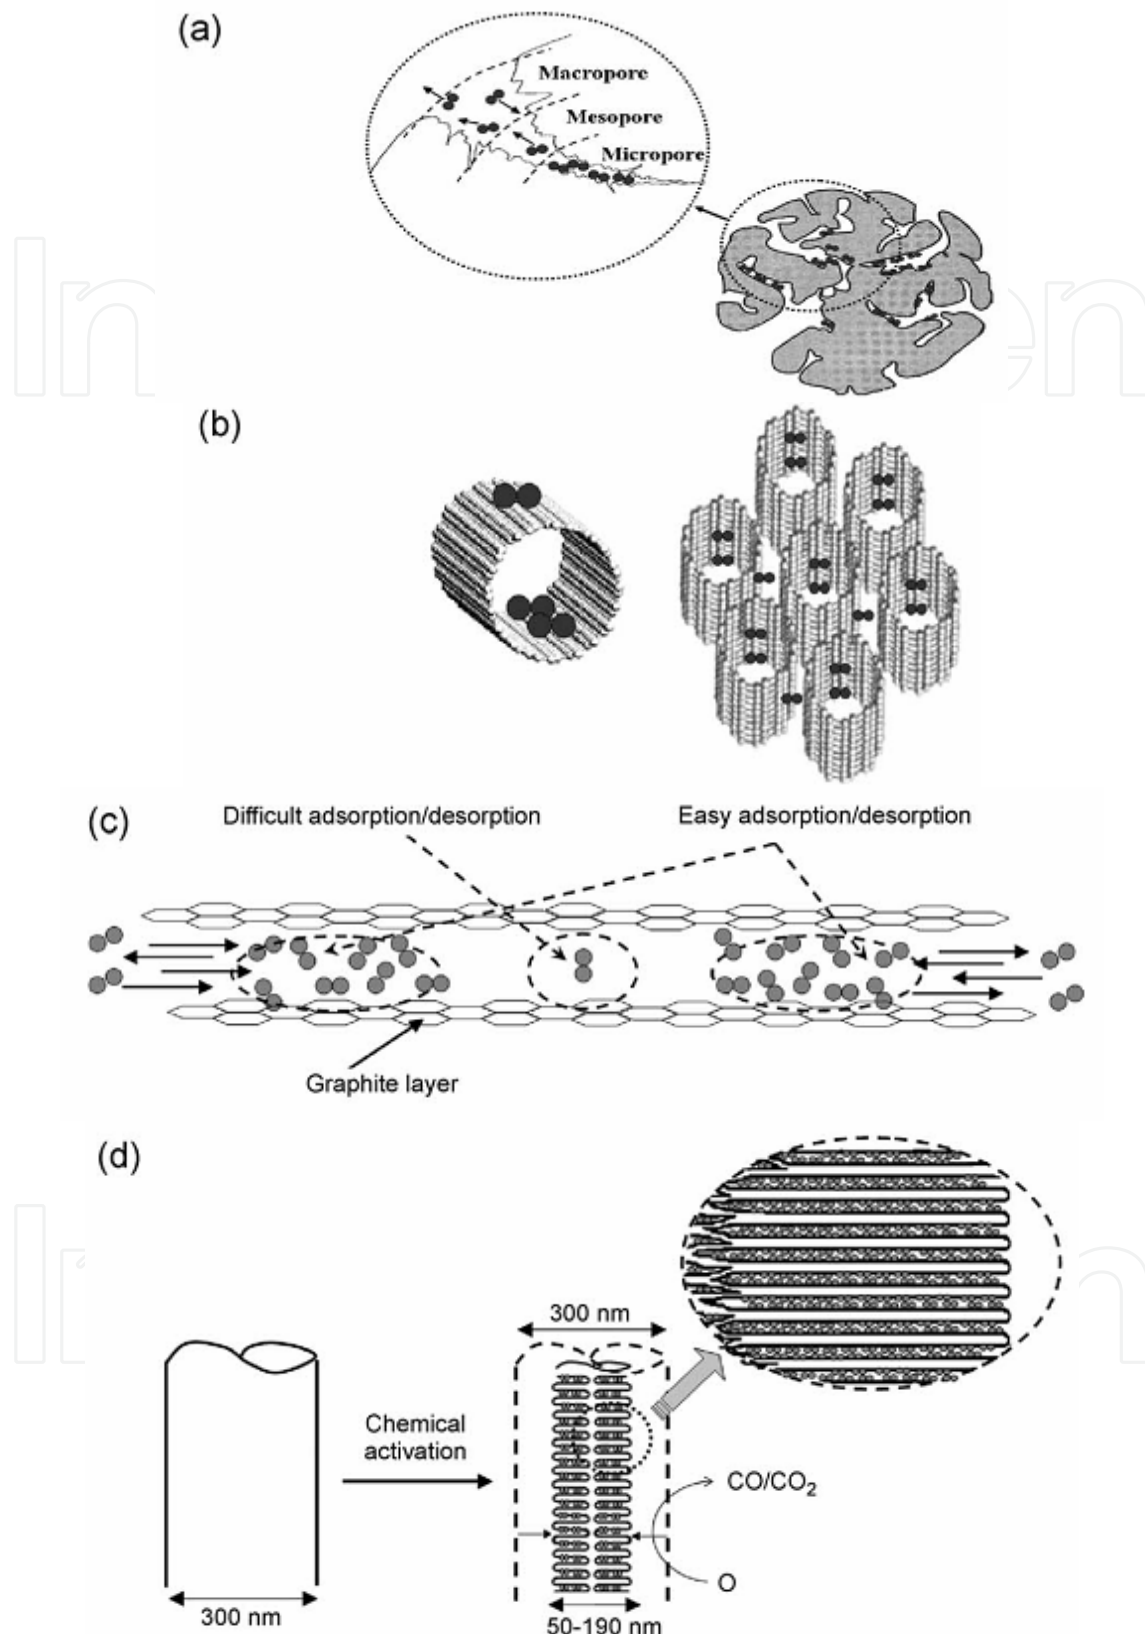 (a)
Macropore
Mesopore
Micropore
(b)
(c)
Difficult adsorption/desorption
Easy adsorption/desorption
Graphite layer
(d)
300 nm
Chemical
activation
CO/CO₂
O
300 nm
50-190 nm